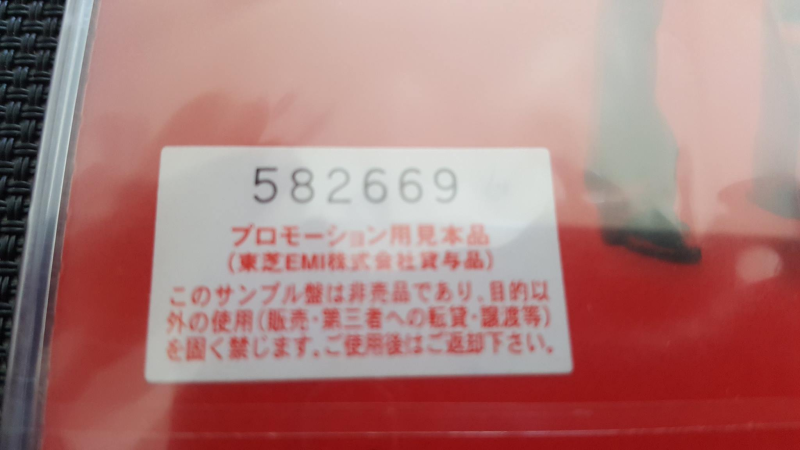 582669
プロモーション用見本品
(東芝EMI株式会社貸与品)
このサンプル盤は非売品であり、目的以
外の使用(販売・第三者への転貸・譲渡等)
を固く禁じます。ご使用後はご返却下さい。